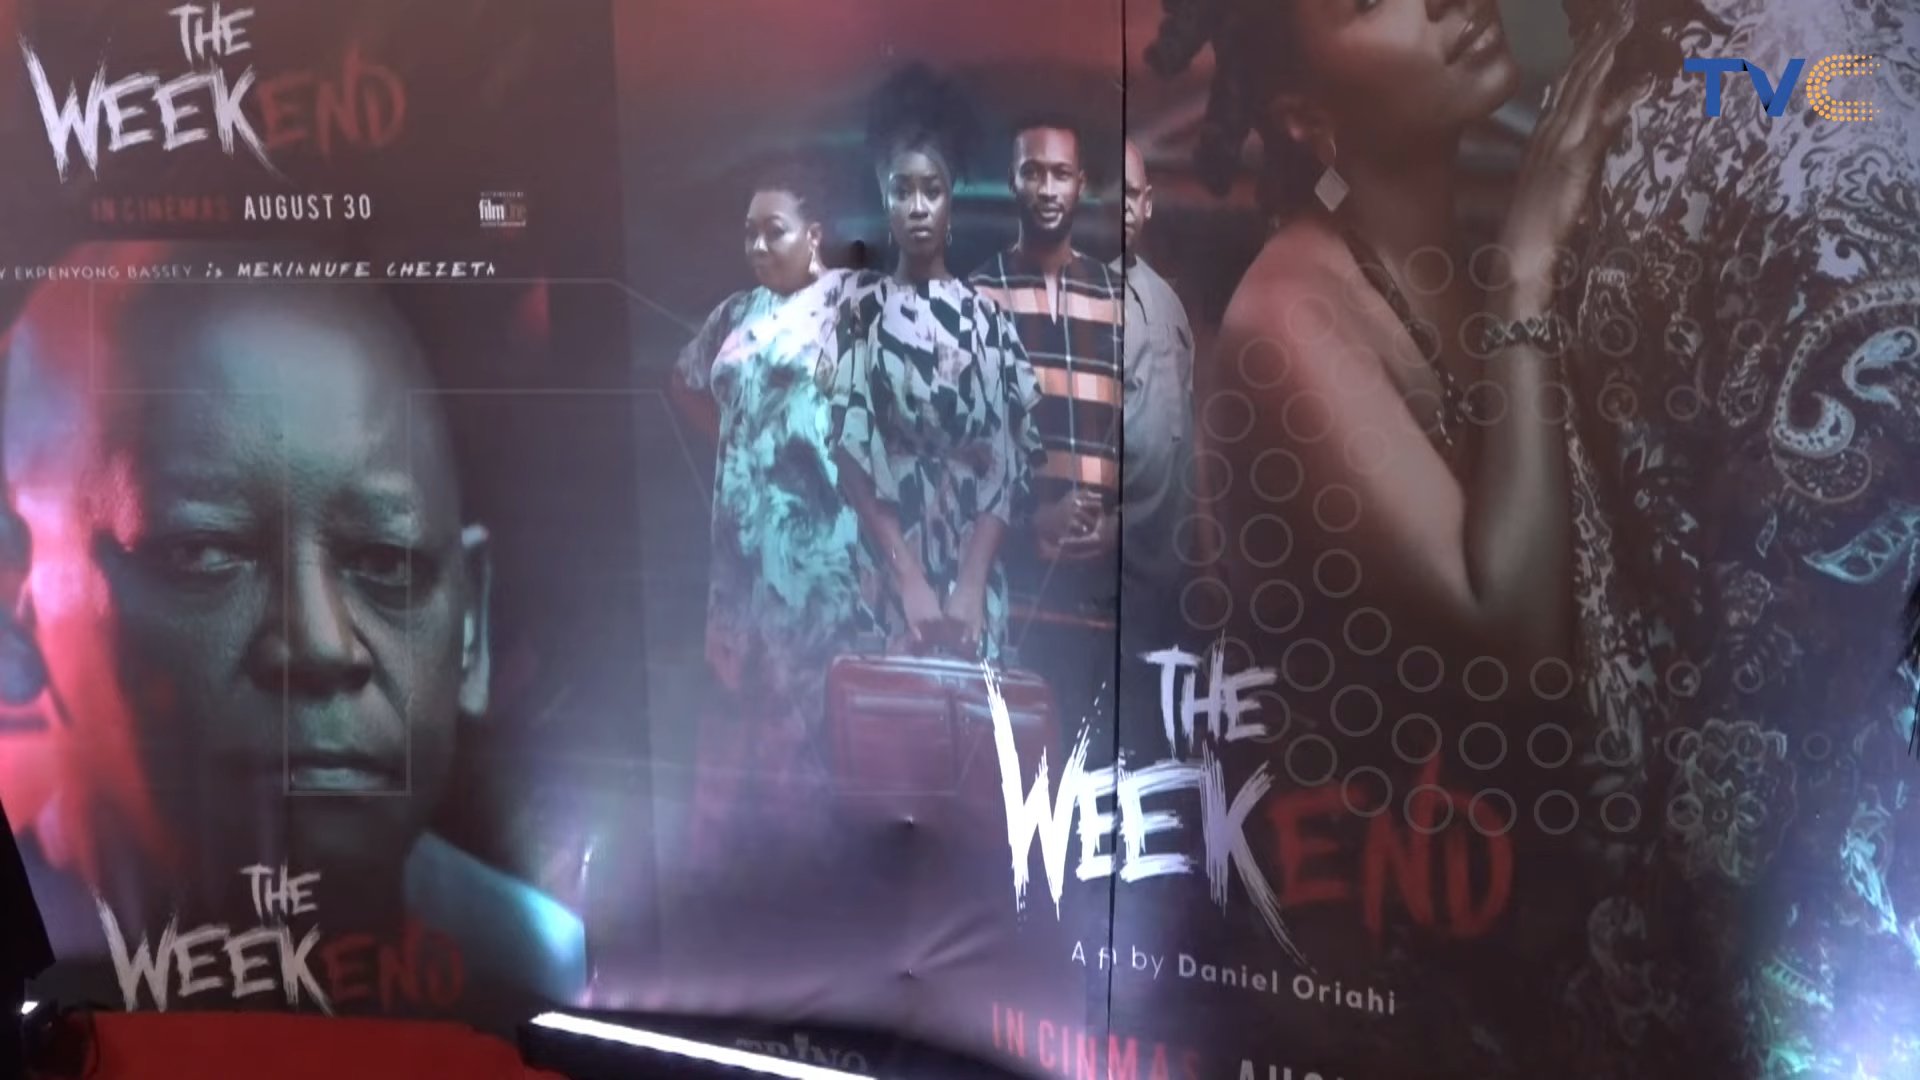 THE
WEEKEND
IN CINEMAS AUGUST 30
film
EKPENYONG BASSEY is MEKIANUFE CHEZETA
TVC
THE
WEEKEND
A by Daniel Oriahi
IN CINEMAS
THE
WEEKEND